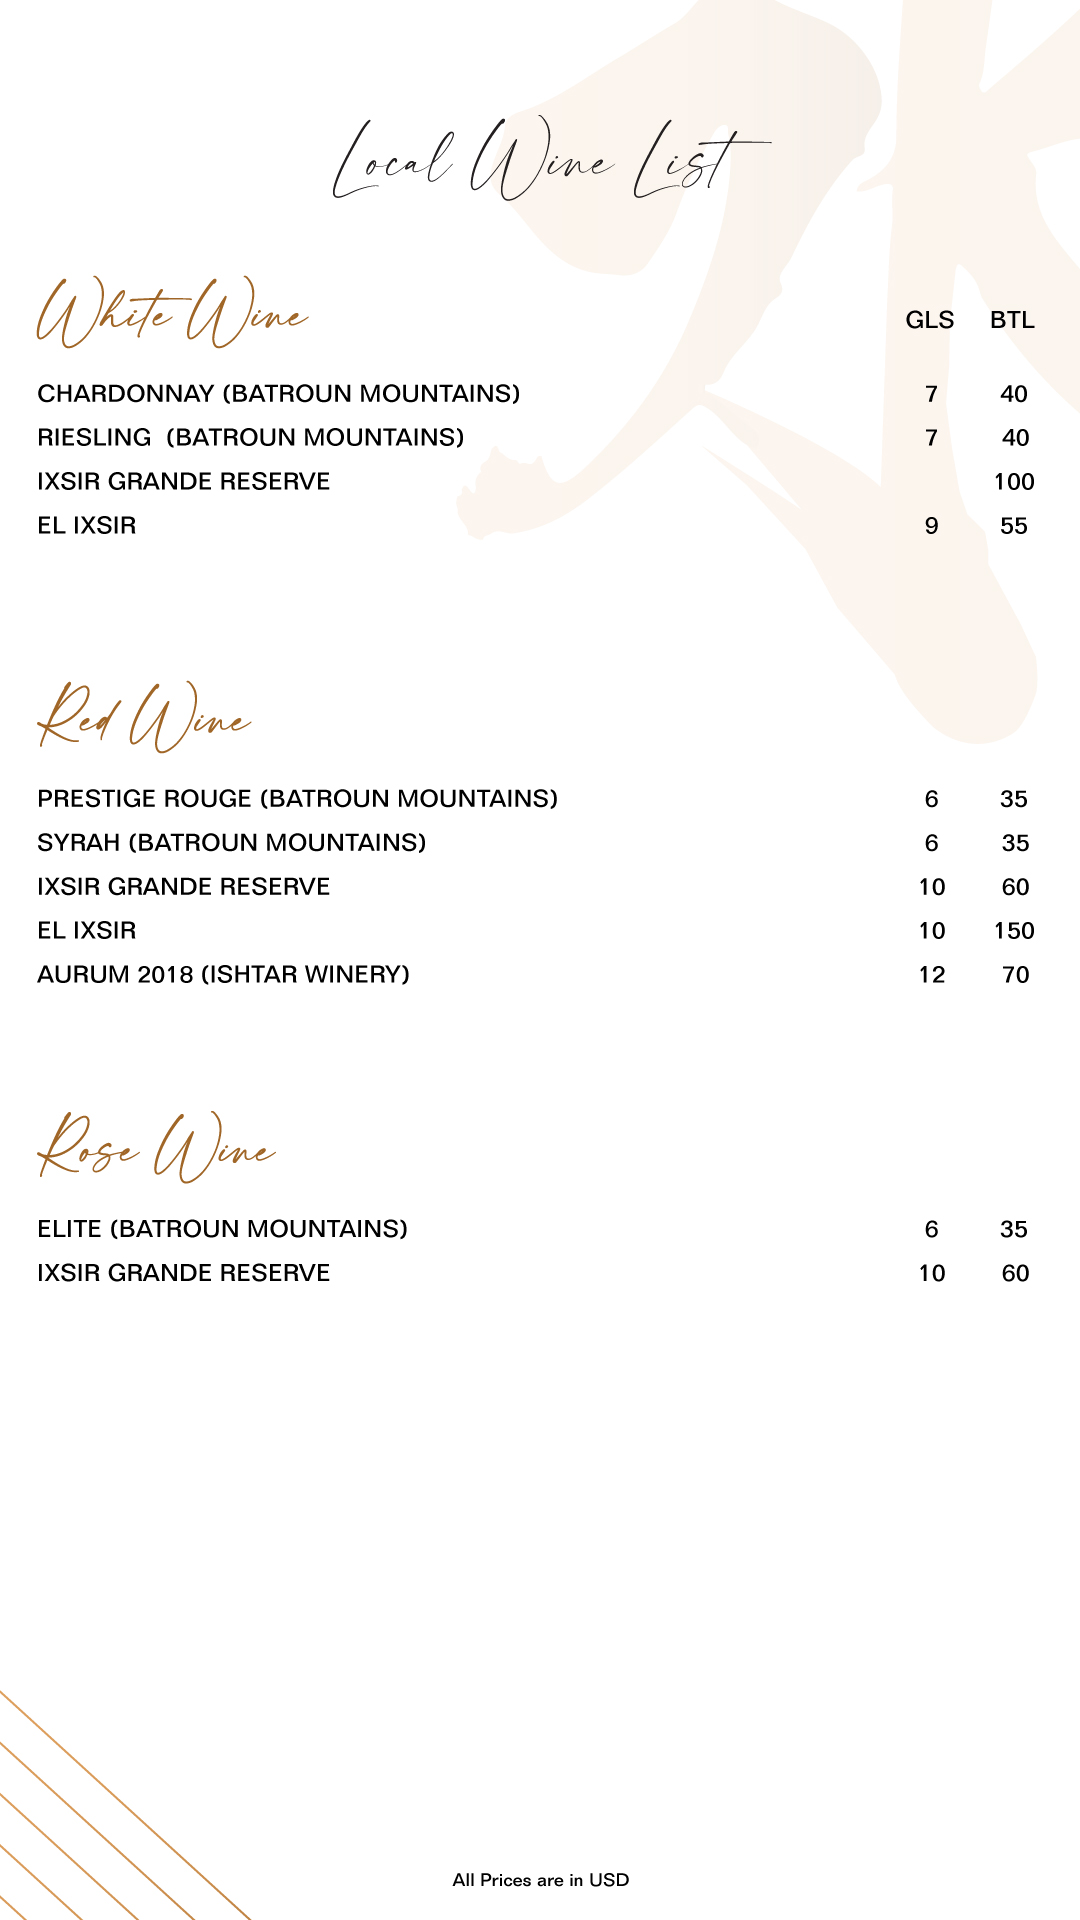 Local Wine List
White Wine GLS BTL
CHARDONNAY (BATROUN MOUNTAINS) 7 40
RIESLING (BATROUN MOUNTAINS) 7 40
IXSIR GRANDE RESERVE 100
EL IXSIR 9 55
Red Wine
PRESTIGE ROUGE (BATROUN MOUNTAINS) 6 35
SYRAH (BATROUN MOUNTAINS) 6 35
IXSIR GRANDE RESERVE 10 60
EL IXSIR 10 150
AURUM 2018 (ISHTAR WINERY) 12 70
Rose Wine
ELITE (BATROUN MOUNTAINS) 6 35
IXSIR GRANDE RESERVE 10 60
All Prices are in USD